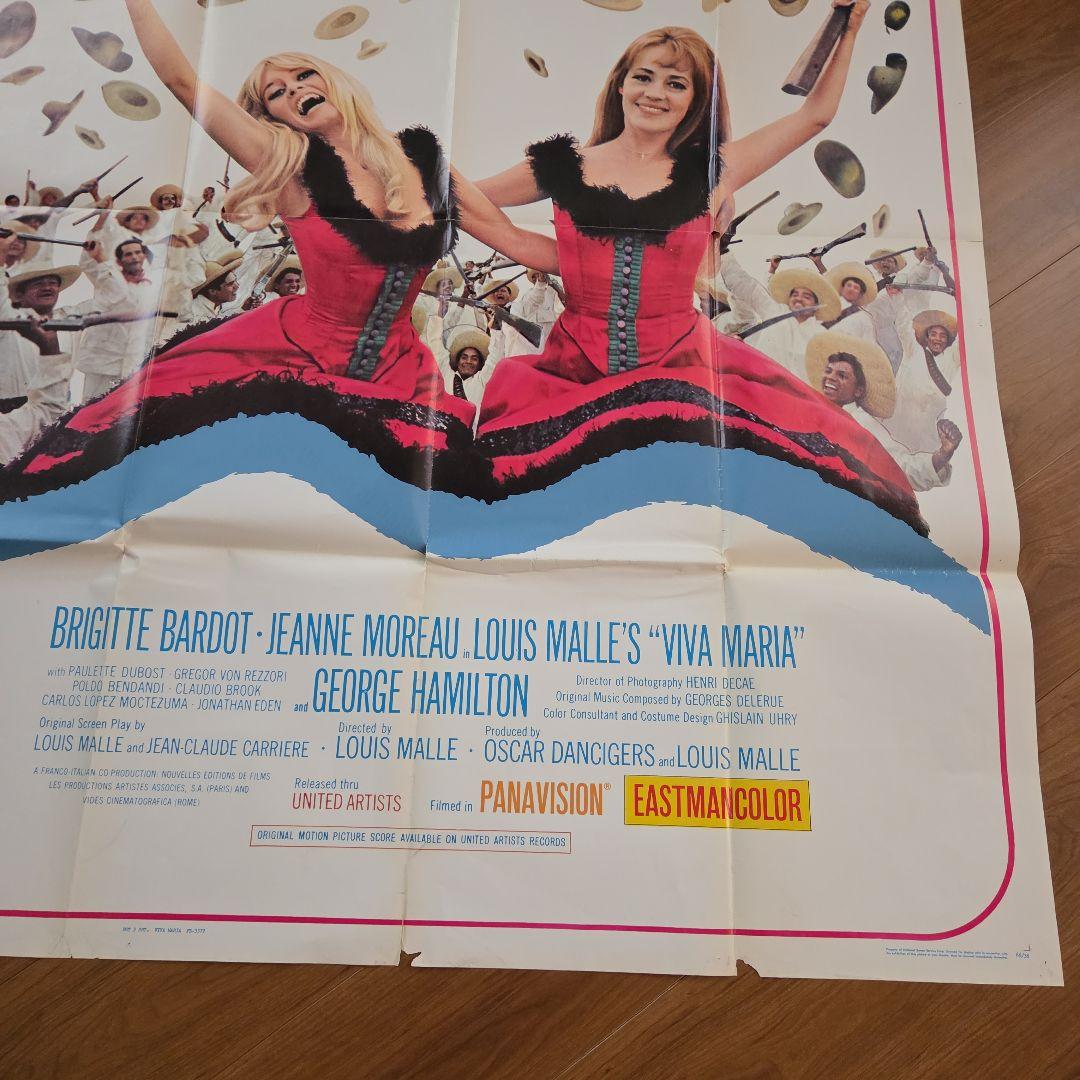 BRIGITTE BARDOT · JEANNE MOREAU in LOUIS MALLE'S "VIVA MARIA"
with PAULETTE DUBOST · GREGOR VON REZZORI
POLDO BENDANDI · CLAUDIO BROOK
CARLOS LOPEZ MOCTEZUMA · JONATHAN EDEN
and GEORGE HAMILTON
Director of Photography HENRI DECAE
Original Music Composed by GEORGES DELERUE
Color Consultant and Costume Design GHISLAIN UHRY
Original Screen Play by
LOUIS MALLE and JEAN-CLAUDE CARRIERE ·
Directed by
LOUIS MALLE ·
Produced by
OSCAR DANCIGERS and LOUIS MALLE
A FRANCO-ITALIAN CO-PRODUCTION: NOUVELLES EDITIONS DE FILMS
LES PRODUCTIONS ARTISTES ASSOCIES, S.A. (PARIS) AND
VIDES CINEMATOGRAFICA (ROME)
Released thru
UNITED ARTISTS
Filmed in PANAVISION®
EASTMANCOLOR
ORIGINAL MOTION PICTURE SCORE AVAILABLE ON UNITED ARTISTS RECORDS
VIVA MARIA
66/36